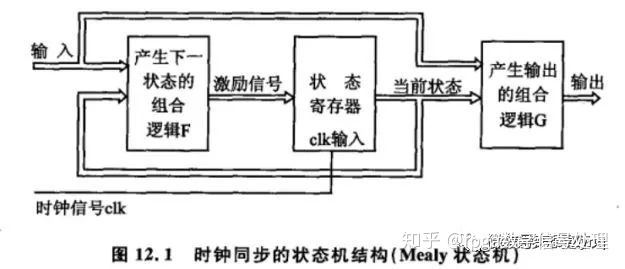 输 入
产生下一
状态的
组合
逻辑F
激励信号
状 态
寄存器
clk输入
当前状态
产生输出
的组合
逻辑G
输出
时钟信号clk
图 12.1 时钟同步的状态机结构(Mealy 状态机)